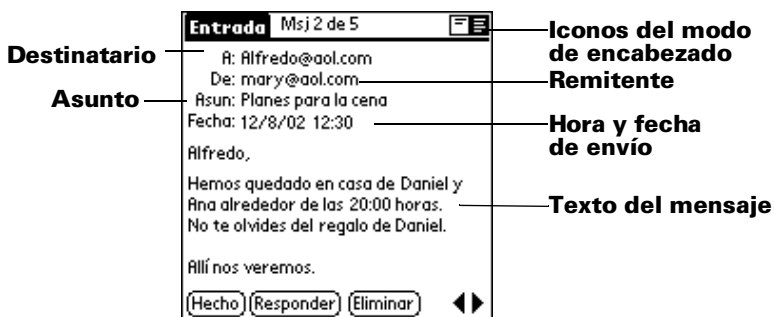 Entrada Msj 2 de 5
Iconos del modo
de encabezado
Destinatario
A: Alfredo@aol.com
De: mary@aol.com
Remitente
Asunto
Asun: Planes para la cena
Fecha: 12/8/02 12:30
Hora y fecha
de envío
Alfredo,
Hemos quedado en casa de Daniel y
Ana alrededor de las 20:00 horas.
No te olvides del regalo de Daniel.
Texto del mensaje
Allí nos veremos.
Hecho Responder Eliminar